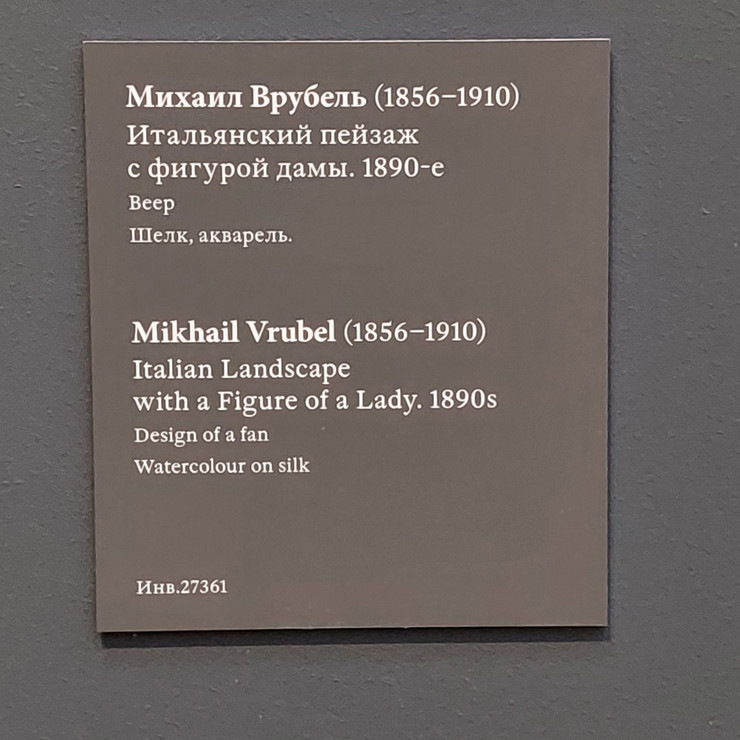 Михаил Врубель (1856–1910)
Итальянский пейзаж
с фигурой дамы. 1890-е
Веер
Шелк, акварель.
Mikhail Vrubel (1856–1910)
Italian Landscape
with a Figure of a Lady. 1890s
Design of a fan
Watercolour on silk
Инв.27361